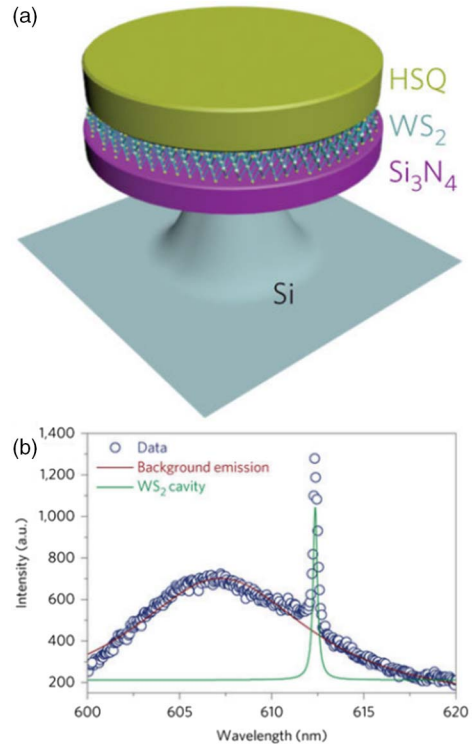 (a)
HSQ
WS2
Si3N4
Si
(b)
1,400
1,200
1,000
800
600
400
200
Intensity (a.u.)
Data
Background emission
WS2 cavity
600
605
610
615
620
Wavelength (nm)